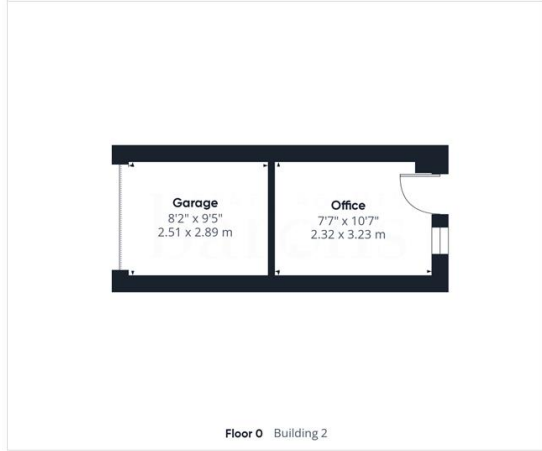 Garage
8'2" x 9'5"
2.51 x 2.89 m
Office
7'7" x 10'7"
2.32 x 3.23 m
Floor 0 Building 2